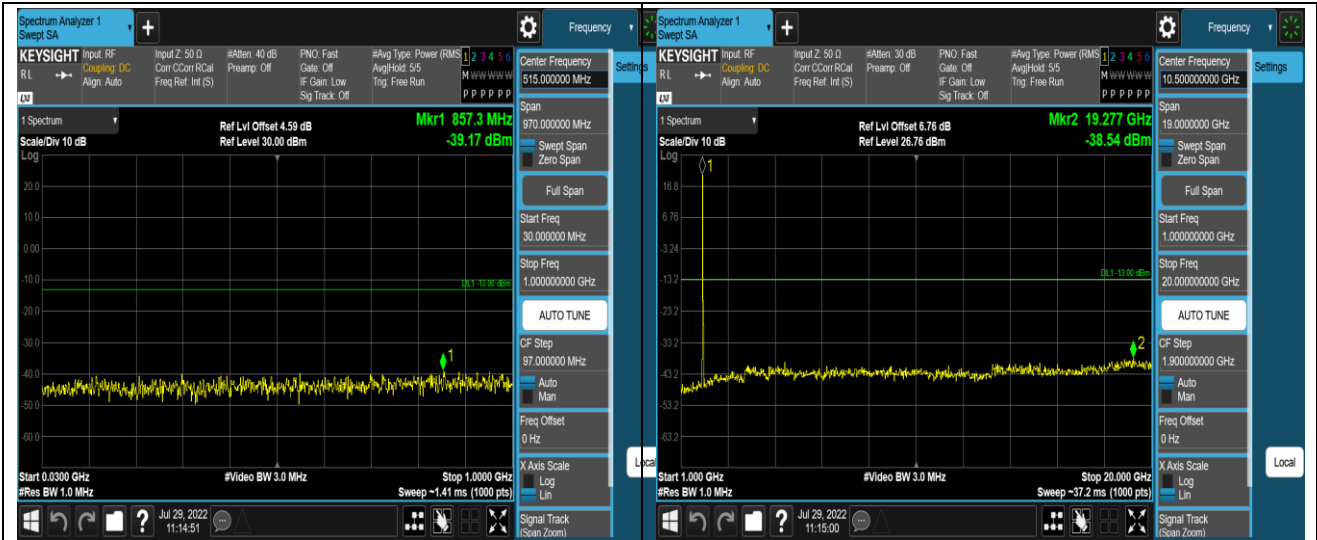 Spectrum Analyzer 1
Swept SA
+
Frequency
KEYSIGHT
RL
LXI
Input: RF
Coupling: DC
Align: Auto
Input Z: 50 Ω
Corr CCorr RCal
Freq Ref: Int (S)
#Atten: 40 dB
Preamp: Off
PNO: Fast
Gate: Off
IF Gain: Low
Sig Track: Off
#Avg Type: Power (RMS
Avg|Hold: 5/5
Trig: Free Run
1 2 3 4 5 6
M W W W W W
P P P P P P
Center Frequency
515.000000 MHz
Settings
1 Spectrum
Scale/Div 10 dB
Ref Lvl Offset 4.59 dB
Ref Level 30.00 dBm
Mkr1 857.3 MHz
-39.17 dBm
Log
20.0
10.0
0.00
-10.0
-20.0
-30.0
-40.0
-50.0
-60.0
DL1 -13.00 dBm
1
Start 0.0300 GHz
#Res BW 1.0 MHz
#Video BW 3.0 MHz
Stop 1.0000 GHz
Sweep ~1.41 ms (1000 pts)
Span
970.000000 MHz
Swept Span
Zero Span
Full Span
Start Freq
30.000000 MHz
Stop Freq
1.000000000 GHz
AUTO TUNE
CF Step
97.000000 MHz
Auto
Man
Freq Offset
0 Hz
X Axis Scale
Log
Lin
Signal Track
(Span Zoom)
Local
?
Jul 29, 2022
11:14:51
Spectrum Analyzer 1
Swept SA
+
Frequency
KEYSIGHT
RL
LXI
Input: RF
Coupling: DC
Align: Auto
Input Z: 50 Ω
Corr CCorr RCal
Freq Ref: Int (S)
#Atten: 30 dB
Preamp: Off
PNO: Fast
Gate: Off
IF Gain: Low
Sig Track: Off
#Avg Type: Power (RMS
Avg|Hold: 5/5
Trig: Free Run
1 2 3 4 5 6
M W W W W W
P P P P P P
Center Frequency
10.500000000 GHz
Settings
1 Spectrum
Scale/Div 10 dB
Ref Lvl Offset 6.76 dB
Ref Level 26.76 dBm
Mkr2 19.277 GHz
-38.54 dBm
Log
16.8
6.76
-3.24
-13.2
-23.2
-33.2
-43.2
-53.2
-63.2
1
DL1 -13.00 dBm
2
Start 1.000 GHz
#Res BW 1.0 MHz
#Video BW 3.0 MHz
Stop 20.000 GHz
Sweep ~37.2 ms (1000 pts)
Span
19.0000000 GHz
Swept Span
Zero Span
Full Span
Start Freq
1.000000000 GHz
Stop Freq
20.000000000 GHz
AUTO TUNE
CF Step
1.900000000 GHz
Auto
Man
Freq Offset
0 Hz
X Axis Scale
Log
Lin
Signal Track
(Span Zoom)
Local
?
Jul 29, 2022
11:15:00